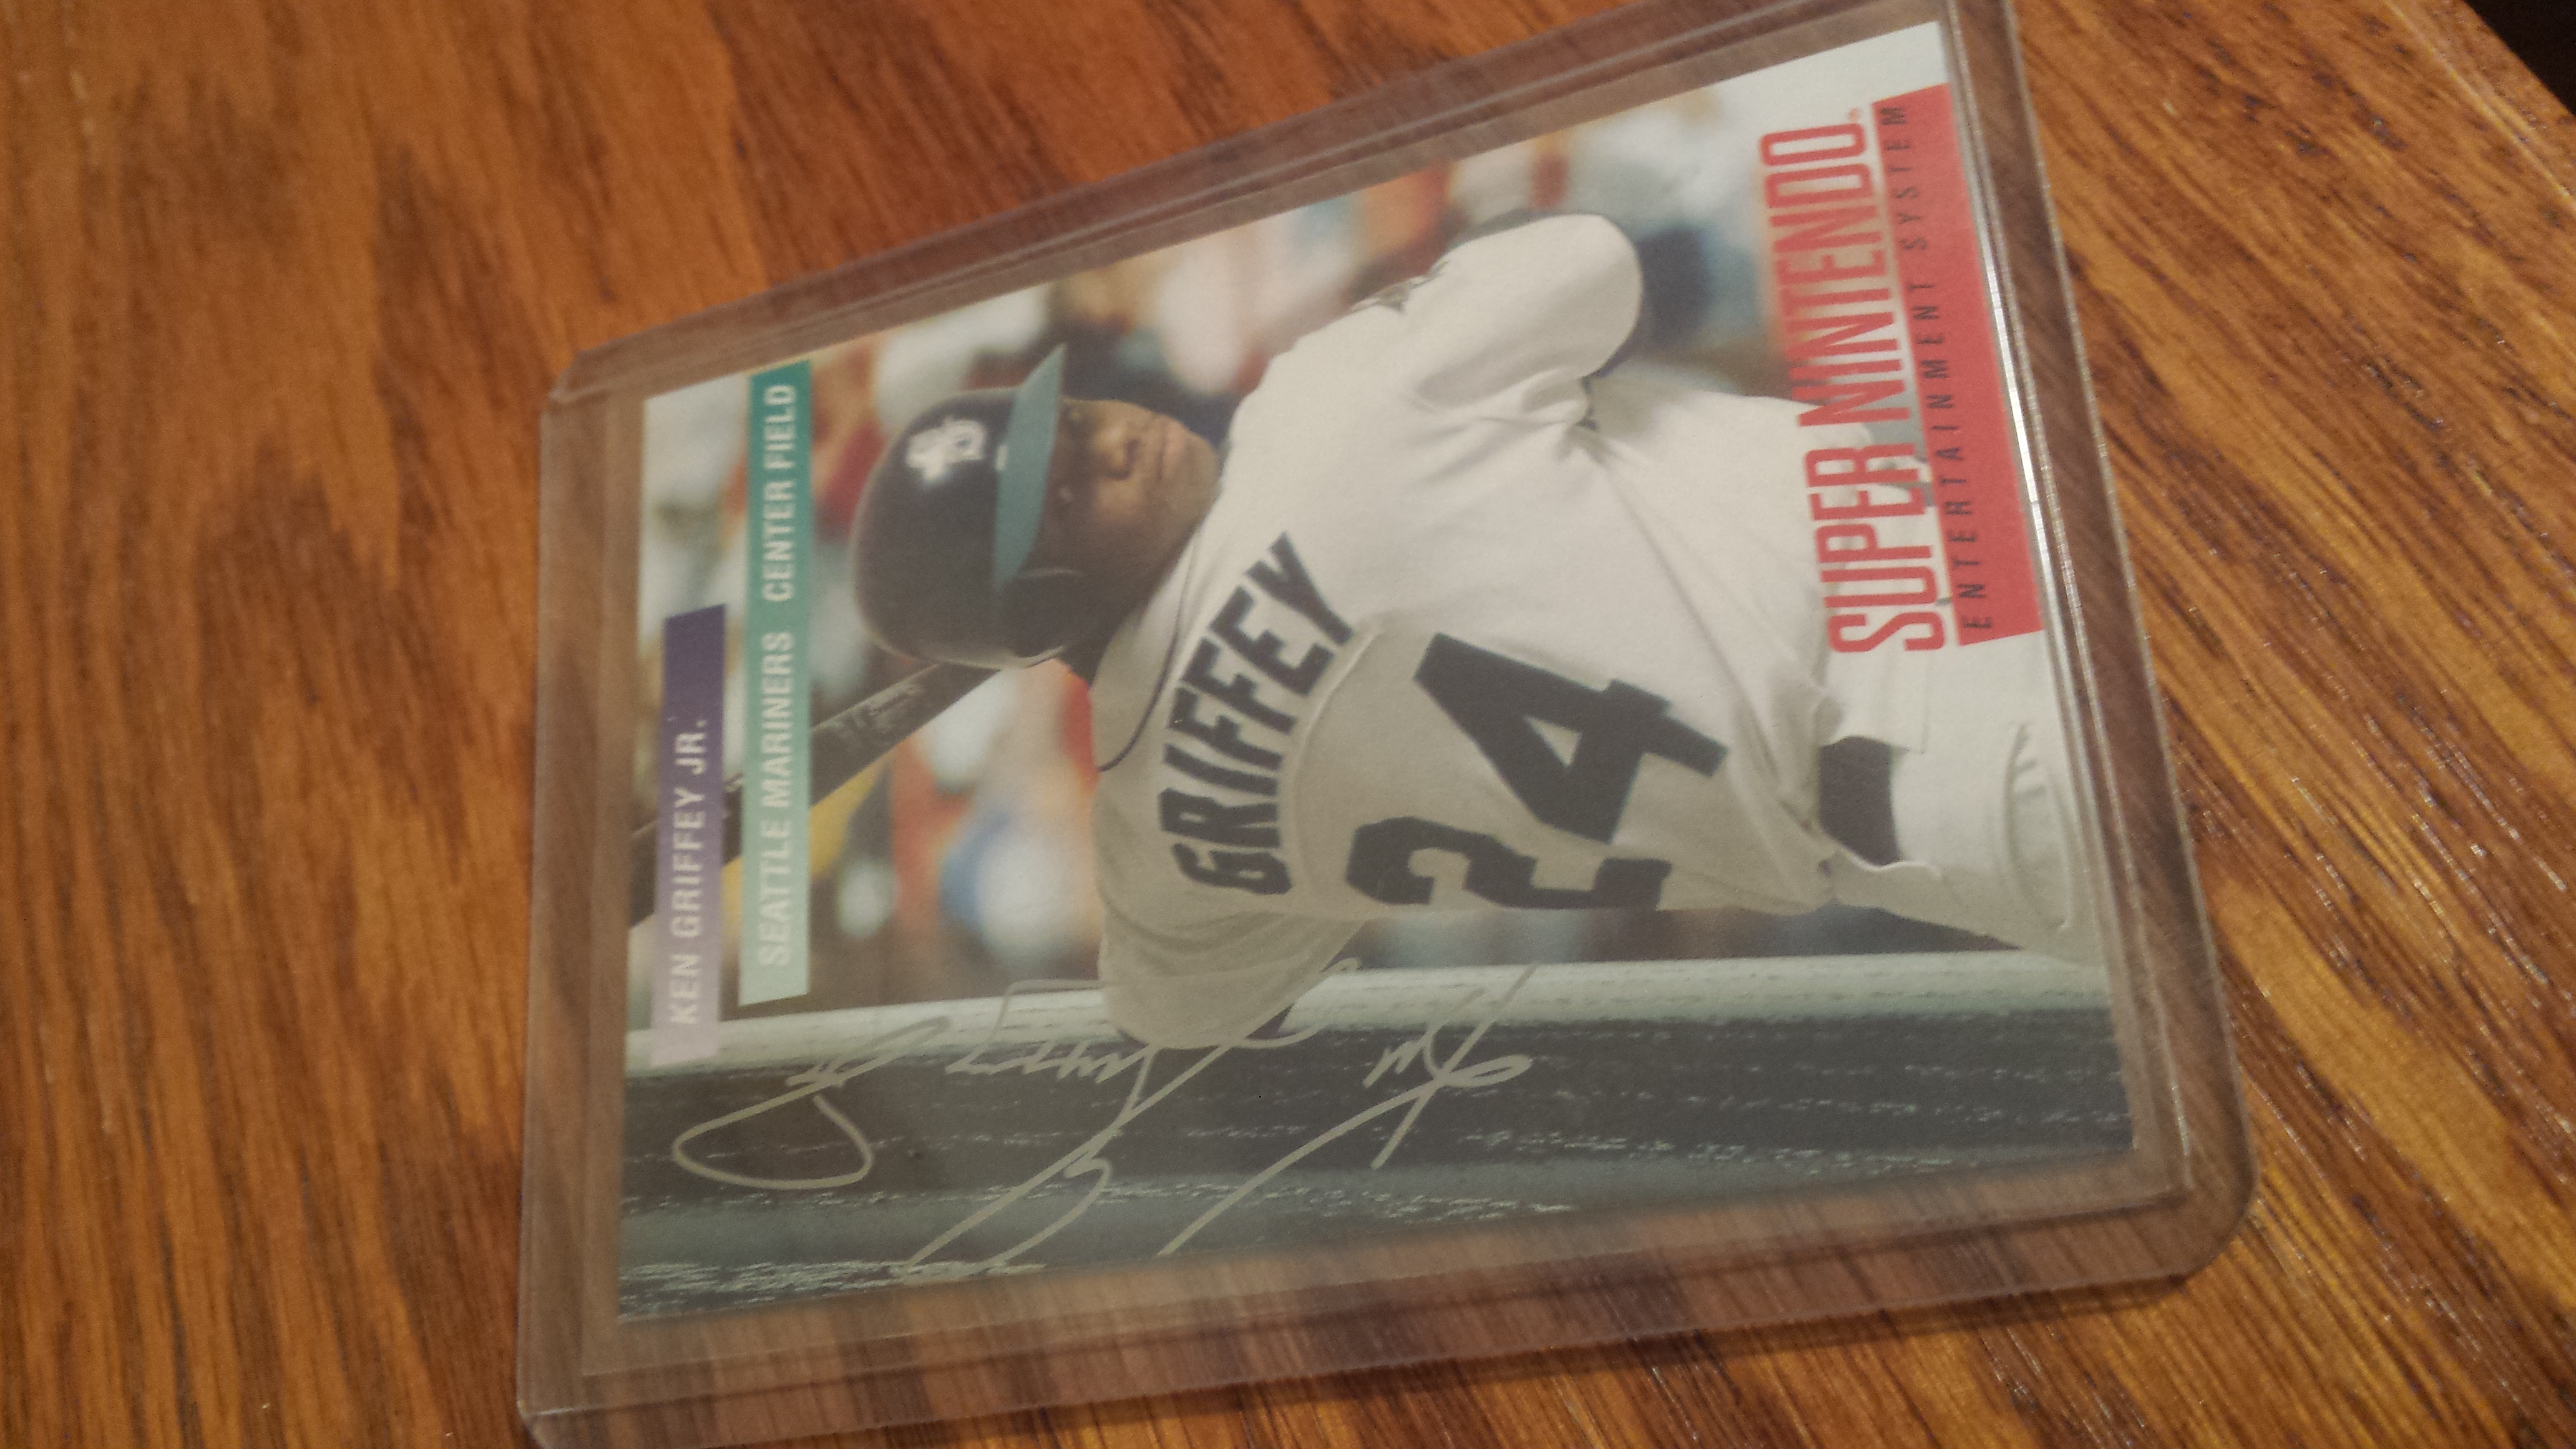 KEN GRIFFEY JR.
SEATTLE MARINERS CENTER FIELD
GRIFFEY
24
SUPER NINTENDO
ENTERTAINMENT SYSTEM